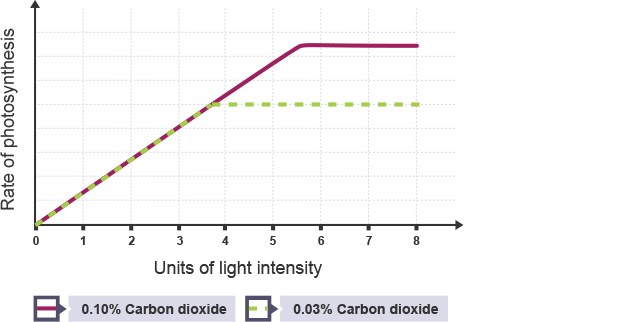 Rate of photosynthesis
0 1 2 3 4 5 6 7 8
Units of light intensity
0.10% Carbon dioxide
0.03% Carbon dioxide